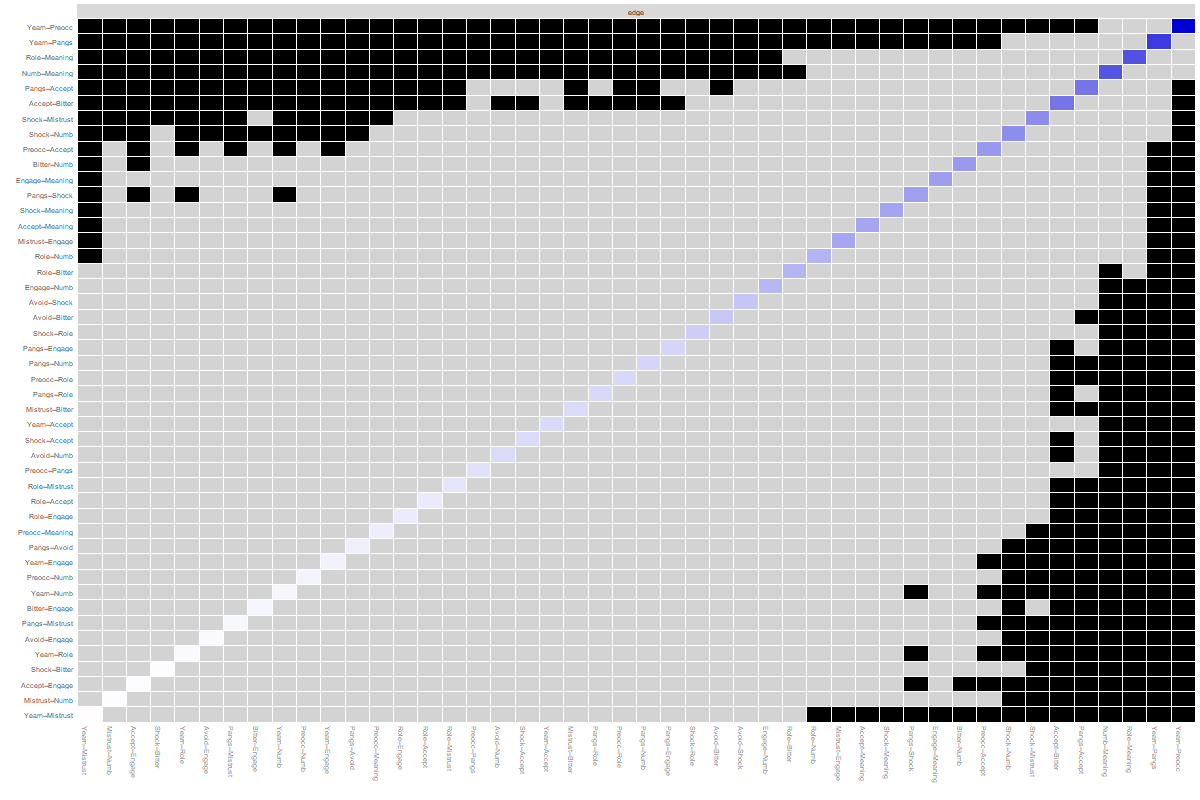 edge
Yearn–Preocc
Yearn–Pangs
Role–Meaning
Numb–Meaning
Pangs–Accept
Accept–Bitter
Shock–Mistrust
Shock–Numb
Preocc–Accept
Bitter–Numb
Engage–Meaning
Pangs–Shock
Shock–Meaning
Accept–Meaning
Mistrust–Engage
Role–Numb
Role–Bitter
Engage–Numb
Avoid–Shock
Avoid–Bitter
Shock–Role
Pangs–Engage
Pangs–Numb
Preocc–Role
Pangs–Role
Mistrust–Bitter
Yearn–Accept
Shock–Accept
Avoid–Numb
Preocc–Pangs
Role–Mistrust
Role–Accept
Role–Engage
Preocc–Meaning
Pangs–Avoid
Yearn–Engage
Preocc–Numb
Yearn–Numb
Bitter–Engage
Pangs–Mistrust
Avoid–Engage
Yearn–Role
Shock–Bitter
Accept–Engage
Mistrust–Numb
Yearn–Mistrust
Yearn–Mistrust
Mistrust–Numb
Accept–Engage
Shock–Bitter
Yearn–Role
Avoid–Engage
Pangs–Mistrust
Bitter–Engage
Yearn–Numb
Preocc–Numb
Yearn–Engage
Pangs–Avoid
Preocc–Meaning
Role–Engage
Role–Accept
Role–Mistrust
Preocc–Pangs
Avoid–Numb
Shock–Accept
Yearn–Accept
Mistrust–Bitter
Pangs–Role
Preocc–Role
Pangs–Numb
Pangs–Engage
Shock–Role
Avoid–Bitter
Avoid–Shock
Engage–Numb
Role–Bitter
Role–Numb
Mistrust–Engage
Accept–Meaning
Shock–Meaning
Pangs–Shock
Engage–Meaning
Bitter–Numb
Preocc–Accept
Shock–Numb
Shock–Mistrust
Accept–Bitter
Pangs–Accept
Numb–Meaning
Role–Meaning
Yearn–Pangs
Yearn–Preocc